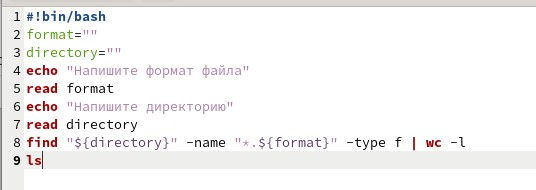 1 #!bin/bash
2 format=""
3 directory=""
4 echo "Напишите формат файла"
5 read format
6 echo "Напишите директорию"
7 read directory
8 find "${directory}" -name "*.${format}" -type f | wc -l
9 ls